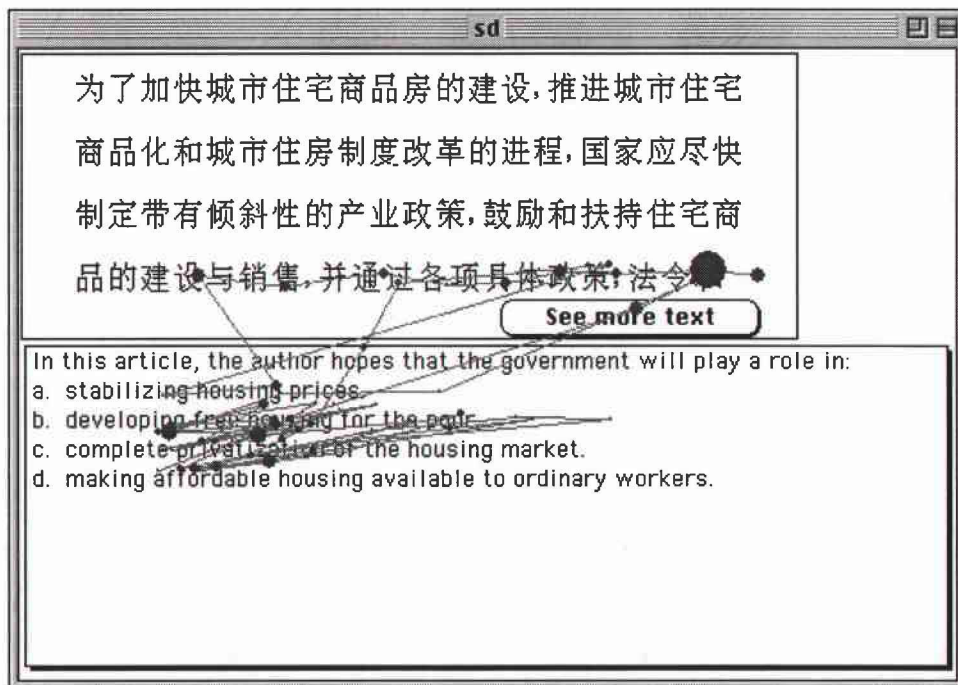 sd
为了加快城市住宅商品房的建设,推进城市住宅
商品化和城市住房制度改革的进程,国家应尽快
制定带有倾斜性的产业政策,鼓励和扶持住宅商
品的建设与销售,并通过各项具体政策,法令
See more text
In this article, the author hopes that the government will play a role in:
a. stabilizing housing prices.
b. developing free housing for the poor.
c. complete privatization of the housing market.
d. making affordable housing available to ordinary workers.